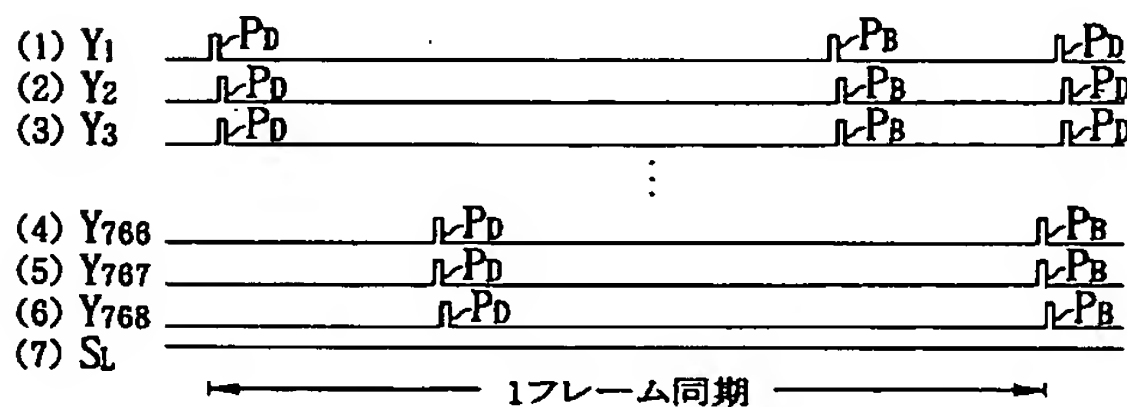 (1) Y1 PD PB PD
(2) Y2 PD PB PD
(3) Y3 PD PB PD
⋮
(4) Y766 PD PB
(5) Y767 PD PB
(6) Y768 PD PB
(7) SL
1フレーム同期